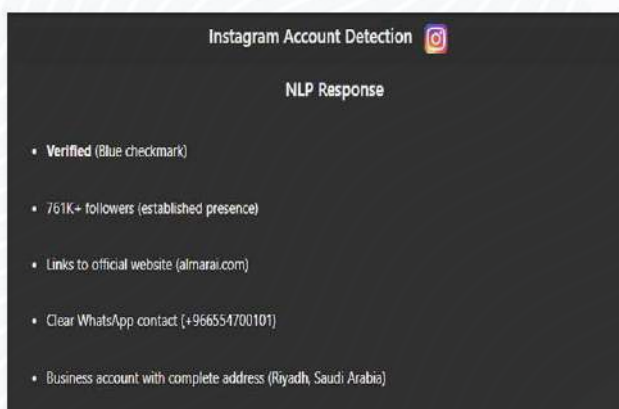 Instagram Account Detection
NLP Response
• Verified (Blue checkmark)
• 761K+ followers (established presence)
• Links to official website (almarai.com)
• Clear WhatsApp contact (+966554700101)
• Business account with complete address (Riyadh, Saudi Arabia)